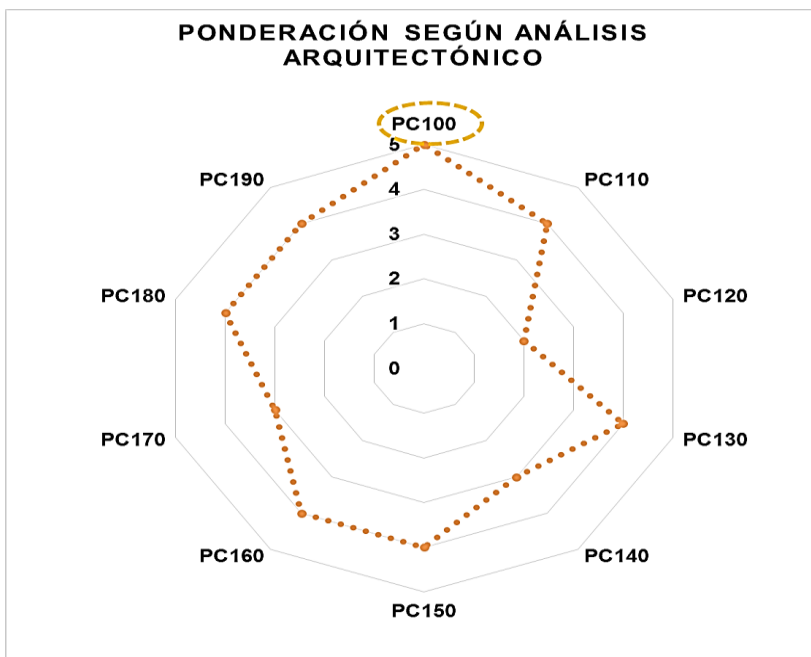 PONDERACIÓN SEGÚN ANÁLISIS
ARQUITECTÓNICO
PC100
5
PC190
PC110
4
3
PC180
PC120
2
1
0
PC170
PC130
PC160
PC140
PC150